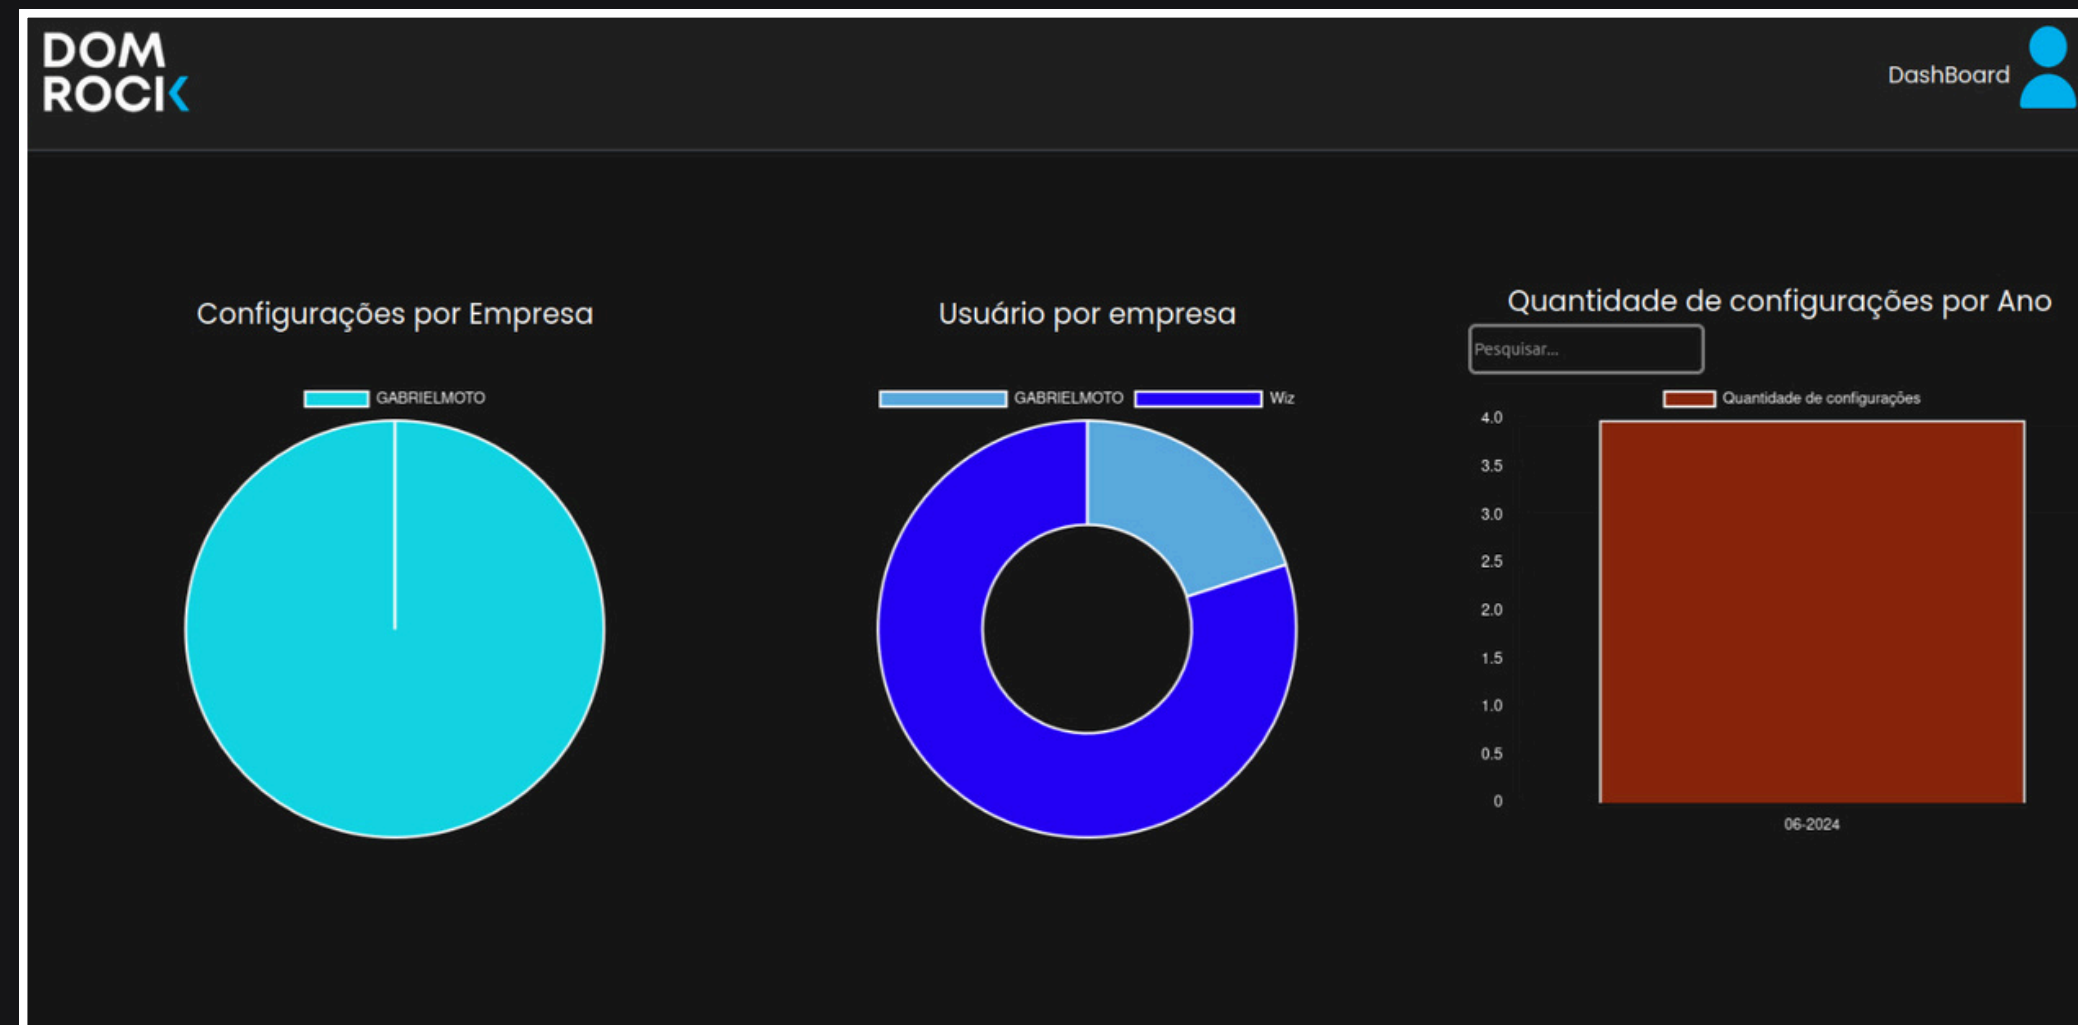 DOM
ROCK
DashBoard
Configurações por Empresa
GABRIELMOTO
Usuário por empresa
GABRIELMOTO Wiz
Quantidade de configurações por Ano
Pesquisar...
Quantidade de configurações
4.0
3.5
3.0
2.5
2.0
1.5
1.0
0.5
0
06-2024